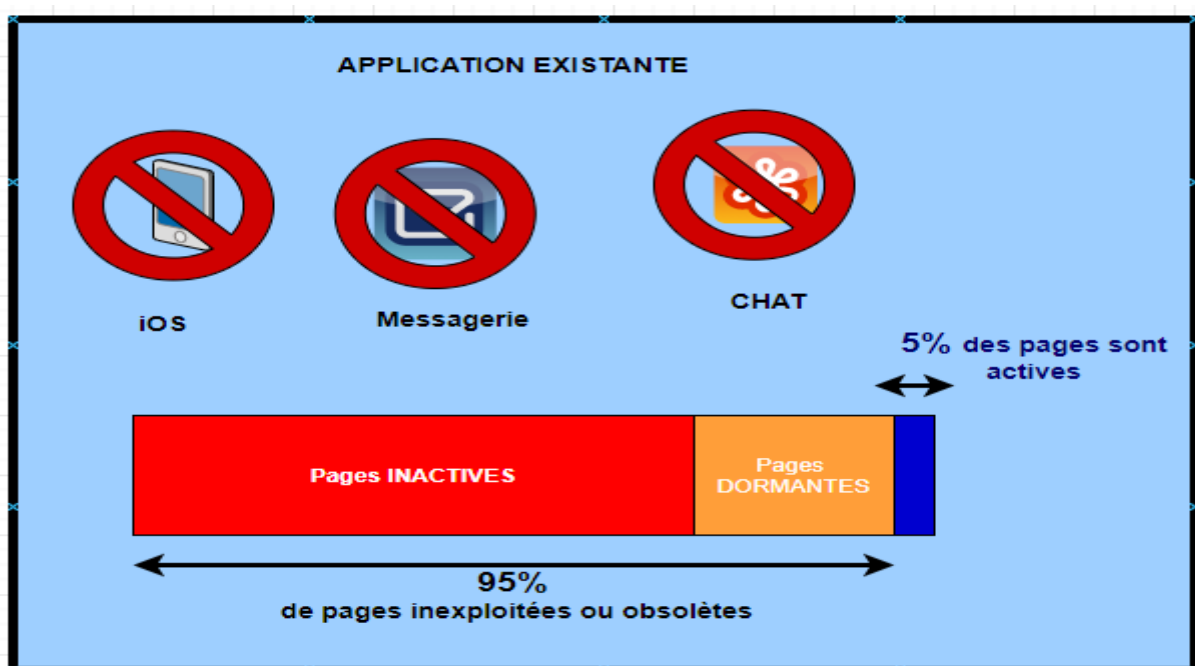 APPLICATION EXISTANTE
iOS
Messagerie
CHAT
5% des pages sont
actives
Pages INACTIVES
Pages
DORMANTES
95%
de pages inexploitées ou obsolètes